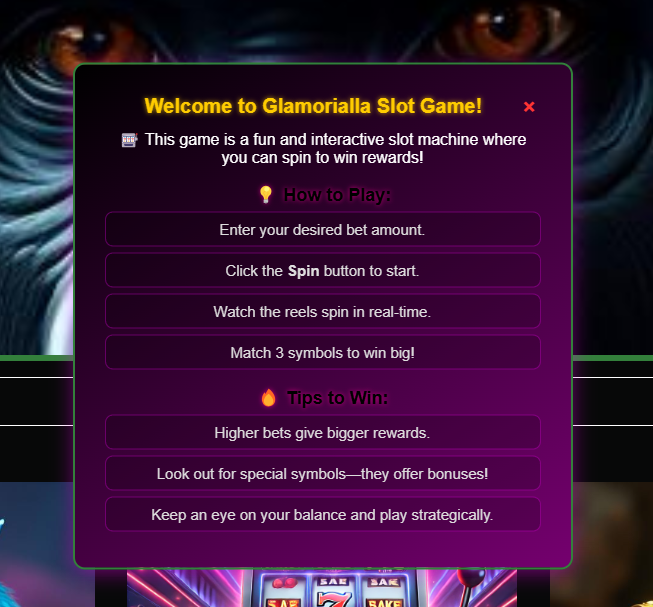 Welcome to Glamorialla Slot Game!
×
🎰 This game is a fun and interactive slot machine where
you can spin to win rewards!
💡 How to Play:
Enter your desired bet amount.
Click the Spin button to start.
Watch the reels spin in real-time.
Match 3 symbols to win big!
🔥 Tips to Win:
Higher bets give bigger rewards.
Look out for special symbols—they offer bonuses!
Keep an eye on your balance and play strategically.